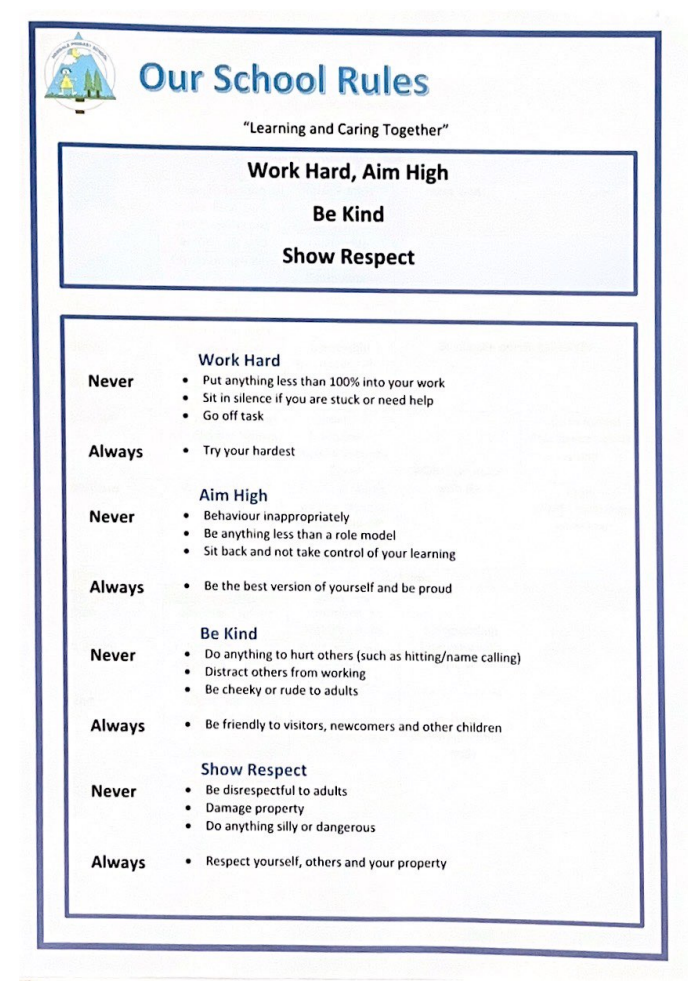 PRIMARY SCHOOL
Our School Rules
“Learning and Caring Together”
Work Hard, Aim High
Be Kind
Show Respect
Work Hard
Never
• Put anything less than 100% into your work
• Sit in silence if you are stuck or need help
• Go off task
Always • Try your hardest
Aim High
Never
• Behaviour inappropriately
• Be anything less than a role model
• Sit back and not take control of your learning
Always • Be the best version of yourself and be proud
Be Kind
Never
• Do anything to hurt others (such as hitting/name calling)
• Distract others from working
• Be cheeky or rude to adults
Always • Be friendly to visitors, newcomers and other children
Show Respect
Never
• Be disrespectful to adults
• Damage property
• Do anything silly or dangerous
Always • Respect yourself, others and your property